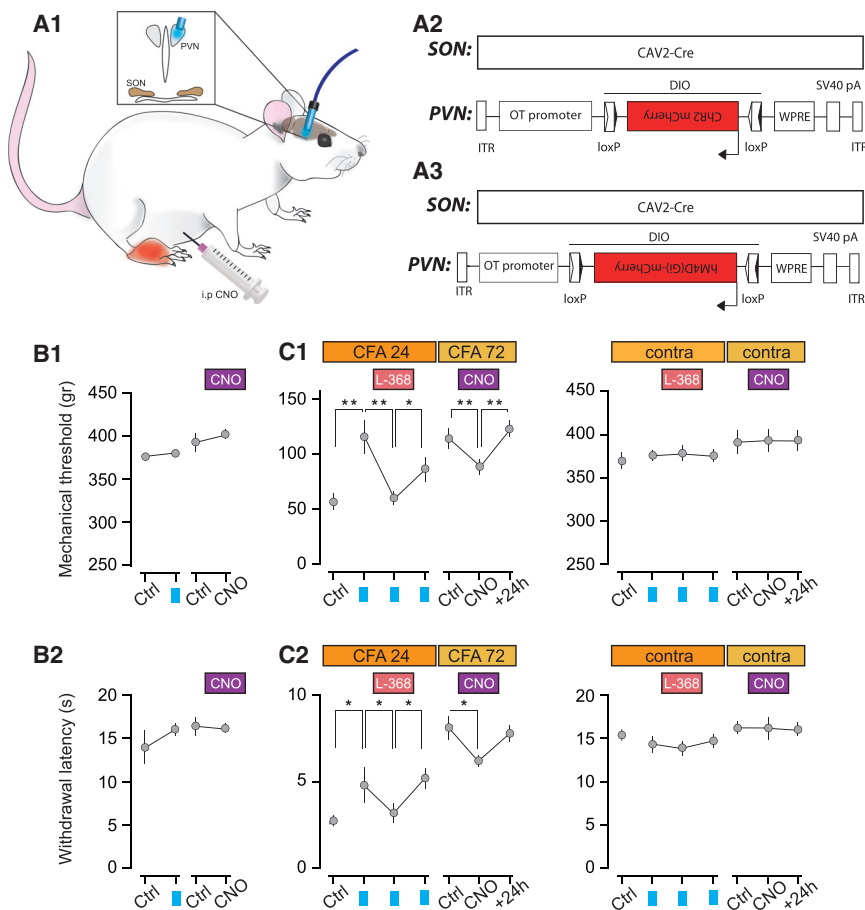 A1
PVN
SON
i.p CNO
A2
SON:
CAV2-Cre
DIO
SV40 pA
PVN:
OT promoter
ChR2 mCherry
WPRE
ITR
loxP
loxP
ITR
A3
SON:
CAV2-Cre
DIO
SV40 pA
PVN:
OT promoter
hM4D(Gi)-mCherry
WPRE
ITR
loxP
loxP
ITR
B1
CNO
Mechanical threshold (gr)
450
400
350
300
250
Ctrl
Ctrl
CNO
C1
CFA 24
CFA 72
L-368
CNO
150
100
50
0
** ** * ** **
Ctrl
Ctrl
CNO
+24h
contra
contra
L-368
CNO
450
400
350
300
250
Ctrl
Ctrl
CNO
+24h
B2
CNO
Withdrawal latency (s)
20
15
10
5
0
Ctrl
Ctrl
CNO
C2
CFA 24
CFA 72
L-368
CNO
10
5
0
* * * *
Ctrl
Ctrl
CNO
+24h
contra
contra
L-368
CNO
20
15
10
5
0
Ctrl
Ctrl
CNO
+24h